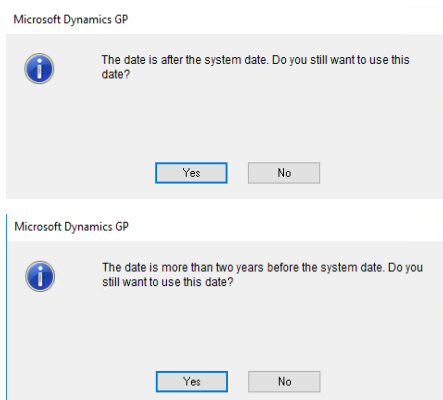 Microsoft Dynamics GP
The date is after the system date. Do you still want to use this
date?
Yes No
Microsoft Dynamics GP
The date is more than two years before the system date. Do you
still want to use this date?
Yes No